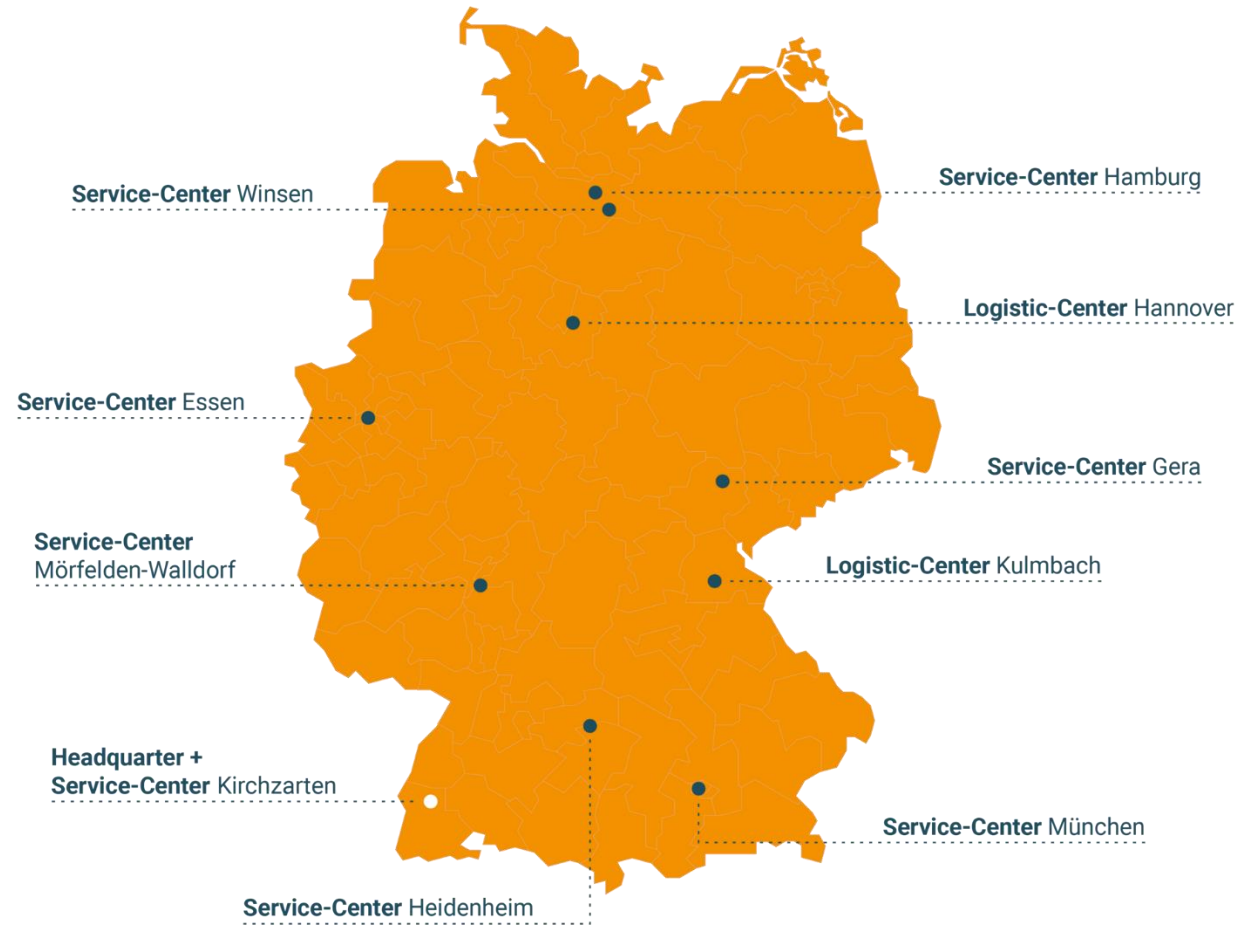 Service-Center Hamburg
Service-Center Winsen
Logistic-Center Hannover
Service-Center Essen
Service-Center Gera
Service-Center
Mörfelden-Walldorf
Logistic-Center Kulmbach
Headquarter +
Service-Center Kirchzarten
Service-Center München
Service-Center Heidenheim